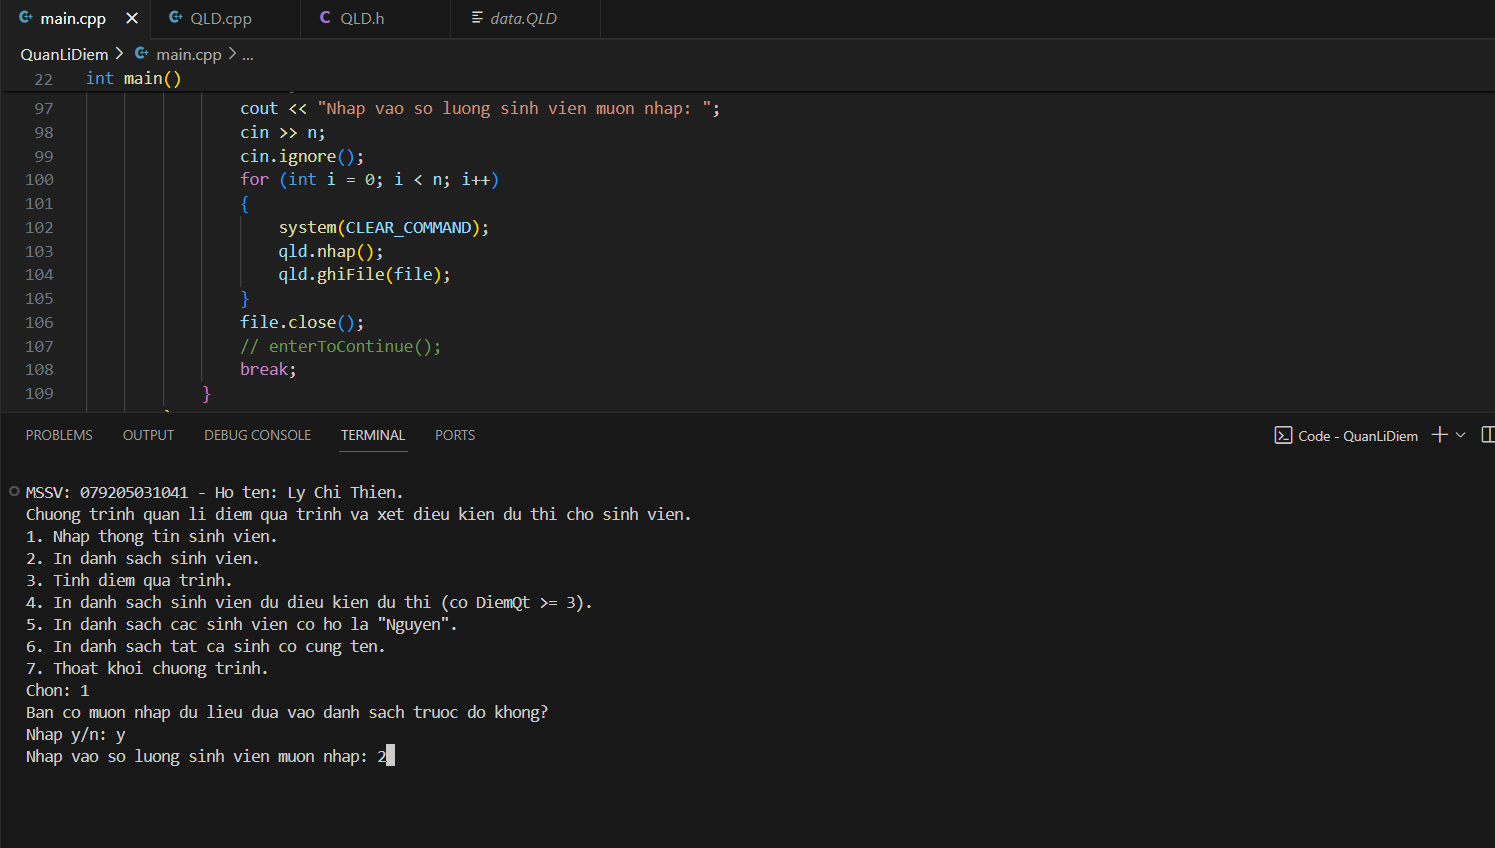 main.cpp QLD.cpp QLD.h data.QLD
QuanLiDiem > main.cpp > ...
22 int main()
97 cout << "Nhap vao so luong sinh vien muon nhap: ";
98 cin >> n;
99 cin.ignore();
100 for (int i = 0; i < n; i++)
101 {
102 system(CLEAR_COMMAND);
103 qld.nhap();
104 qld.ghiFile(file);
105 }
106 file.close();
107 // enterToContinue();
108 break;
109 }
PROBLEMS OUTPUT DEBUG CONSOLE TERMINAL PORTS Code - QuanLiDiem
MSSV: 079205031041 - Ho ten: Ly Chi Thien.
Chuong trinh quan li diem qua trinh va xet dieu kien du thi cho sinh vien.
1. Nhap thong tin sinh vien.
2. In danh sach sinh vien.
3. Tinh diem qua trinh.
4. In danh sach sinh vien du dieu kien du thi (co DiemQt >= 3).
5. In danh sach cac sinh vien co ho la "Nguyen".
6. In danh sach tat ca sinh co cung ten.
7. Thoat khoi chuong trinh.
Chon: 1
Ban co muon nhap du lieu dua vao danh sach truoc do khong?
Nhap y/n: y
Nhap vao so luong sinh vien muon nhap: 2